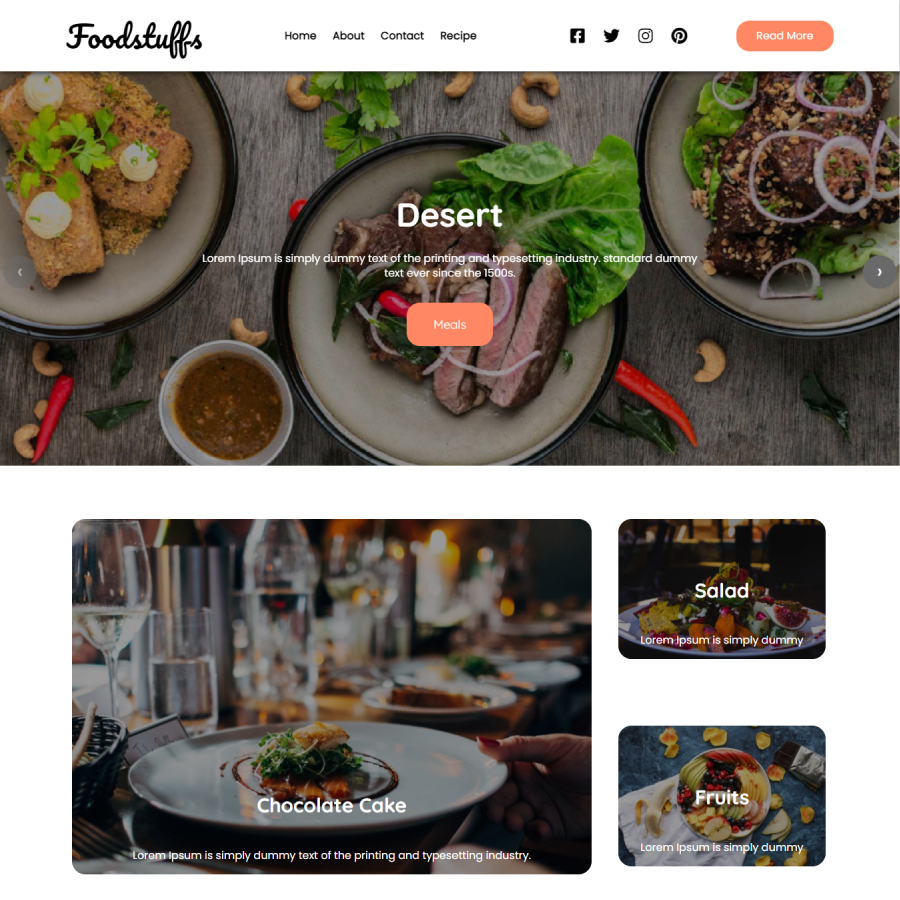 Foodstuffs
Home About Contact Recipe
Read More
Desert
Lorem Ipsum is simply dummy text of the printing and typesetting industry. standard dummy
text ever since the 1500s.
Meals
‹
›
Salad
Lorem Ipsum is simply dummy
Chocolate Cake
Lorem Ipsum is simply dummy text of the printing and typesetting industry.
Fruits
Lorem Ipsum is simply dummy